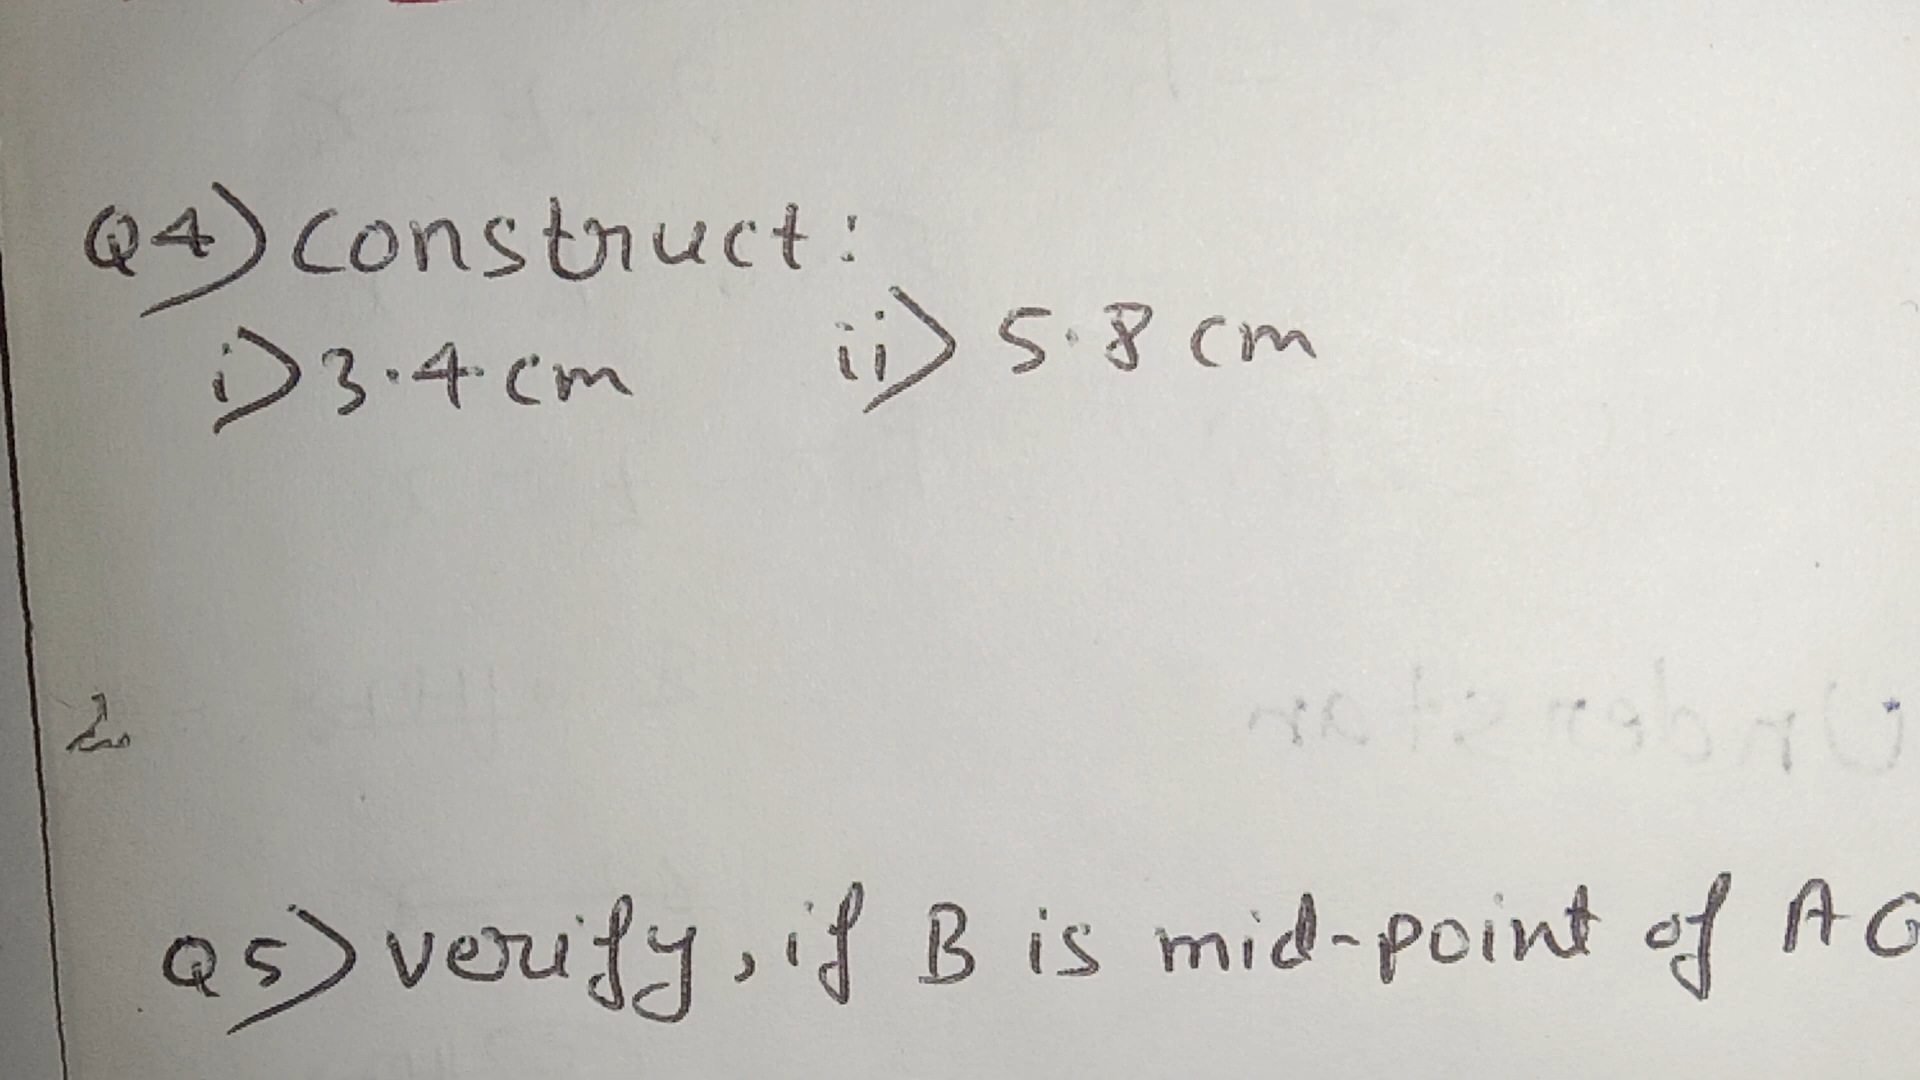 Q4) construct:
i) 3.4 cm ii) 5.8 cm
Q5) verify, if B is mid-point of AC